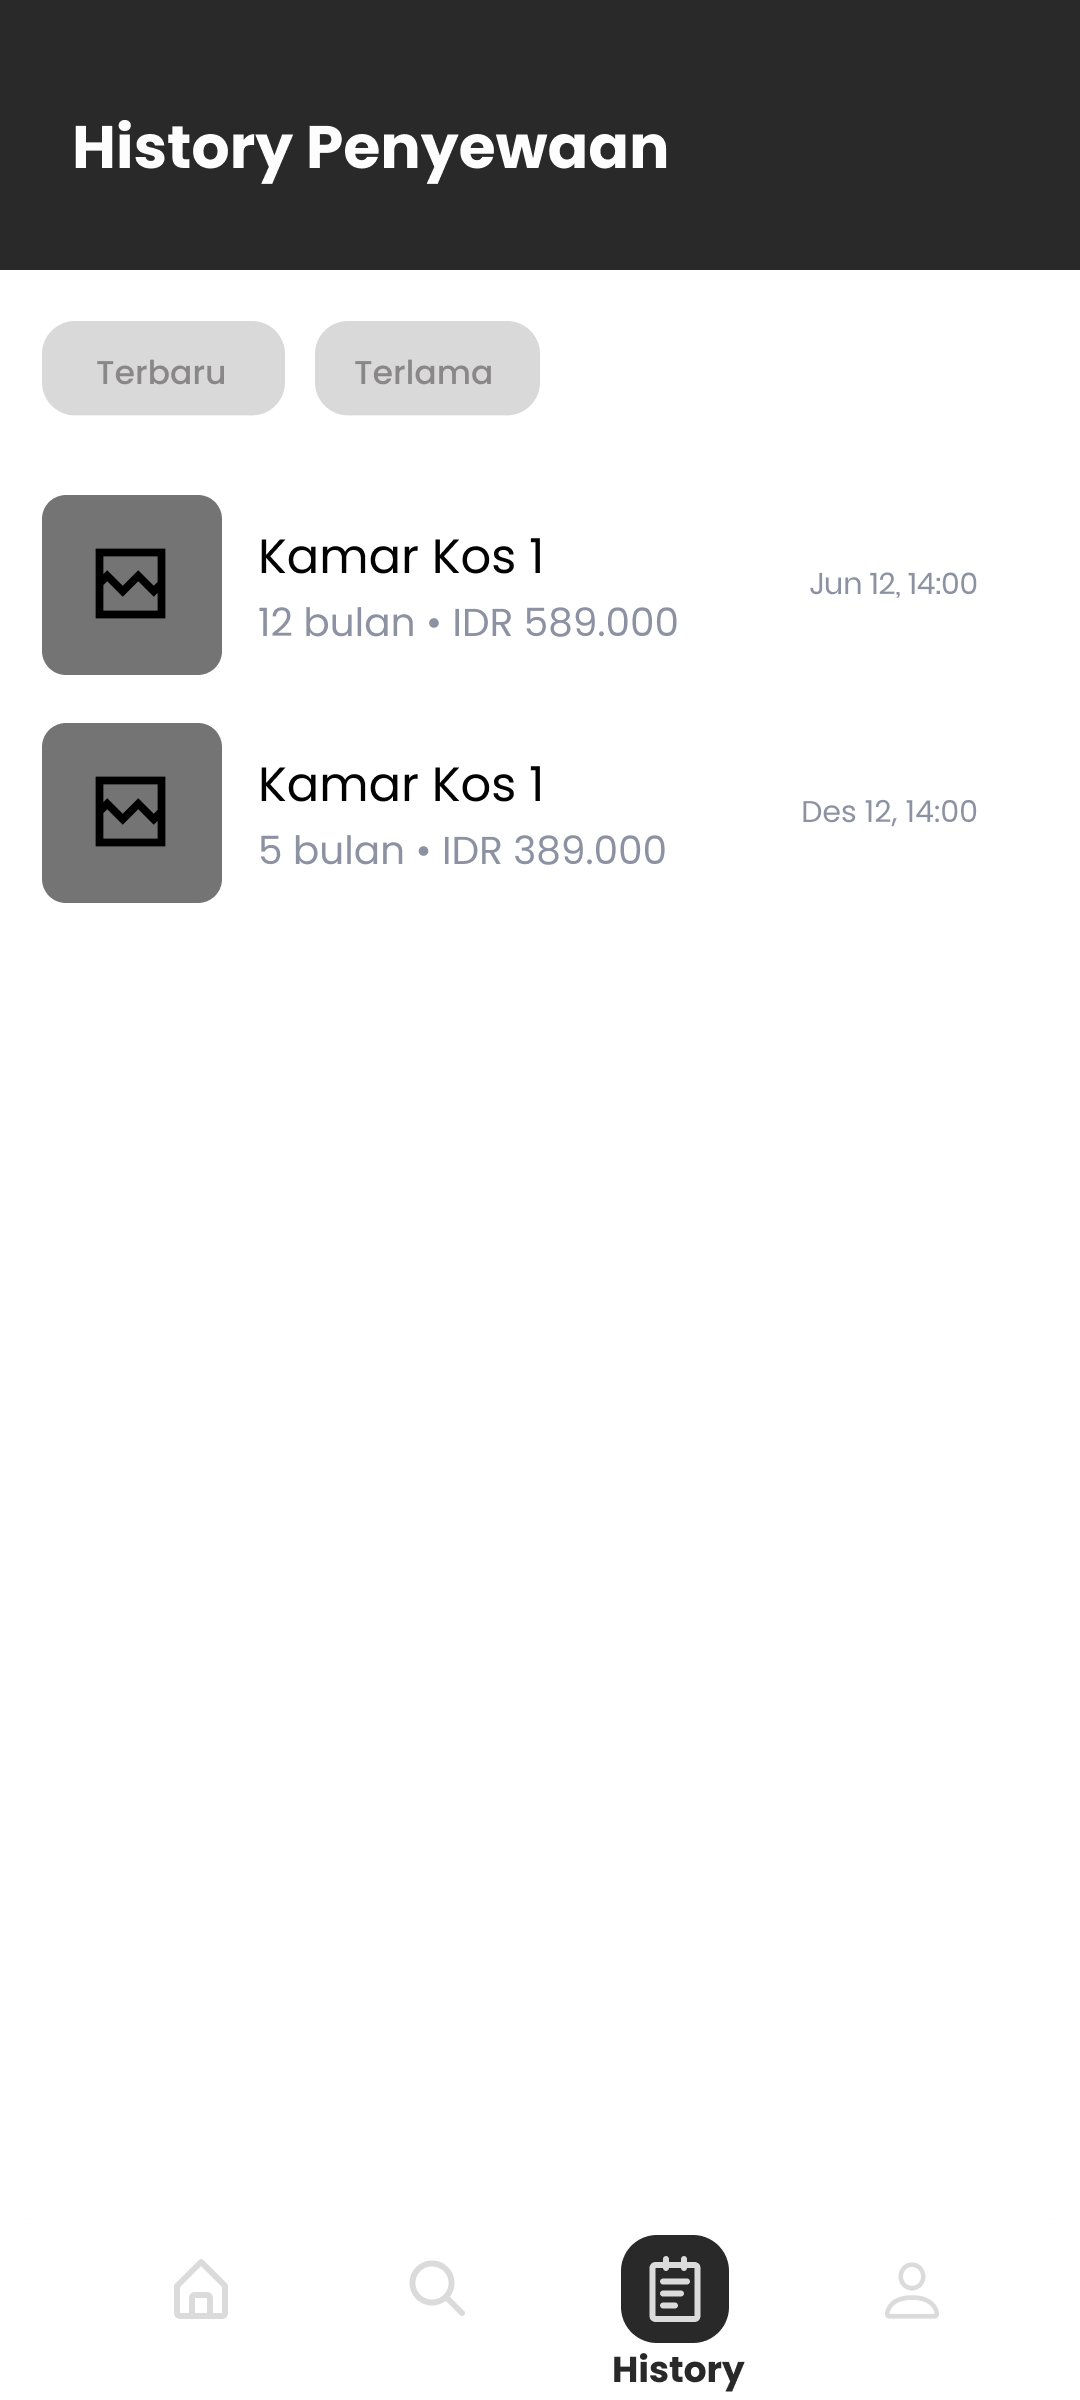 History Penyewaan
Terbaru
Terlama
Kamar Kos 1
12 bulan • IDR 589.000
Jun 12, 14:00
Kamar Kos 1
5 bulan • IDR 389.000
Des 12, 14:00
History